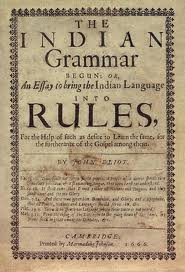 THE
INDIAN
Grammar
BEGUN: OR,
An Essay to bring the Indian Language
INTO
RULES,
For the Help of such as desire to Learn the same, for
the furtherance of the Gospel among them.
BY JOHN ELIOT.
CAMBRIDGE:
Printed by Marmaduke Johnson. 1666.